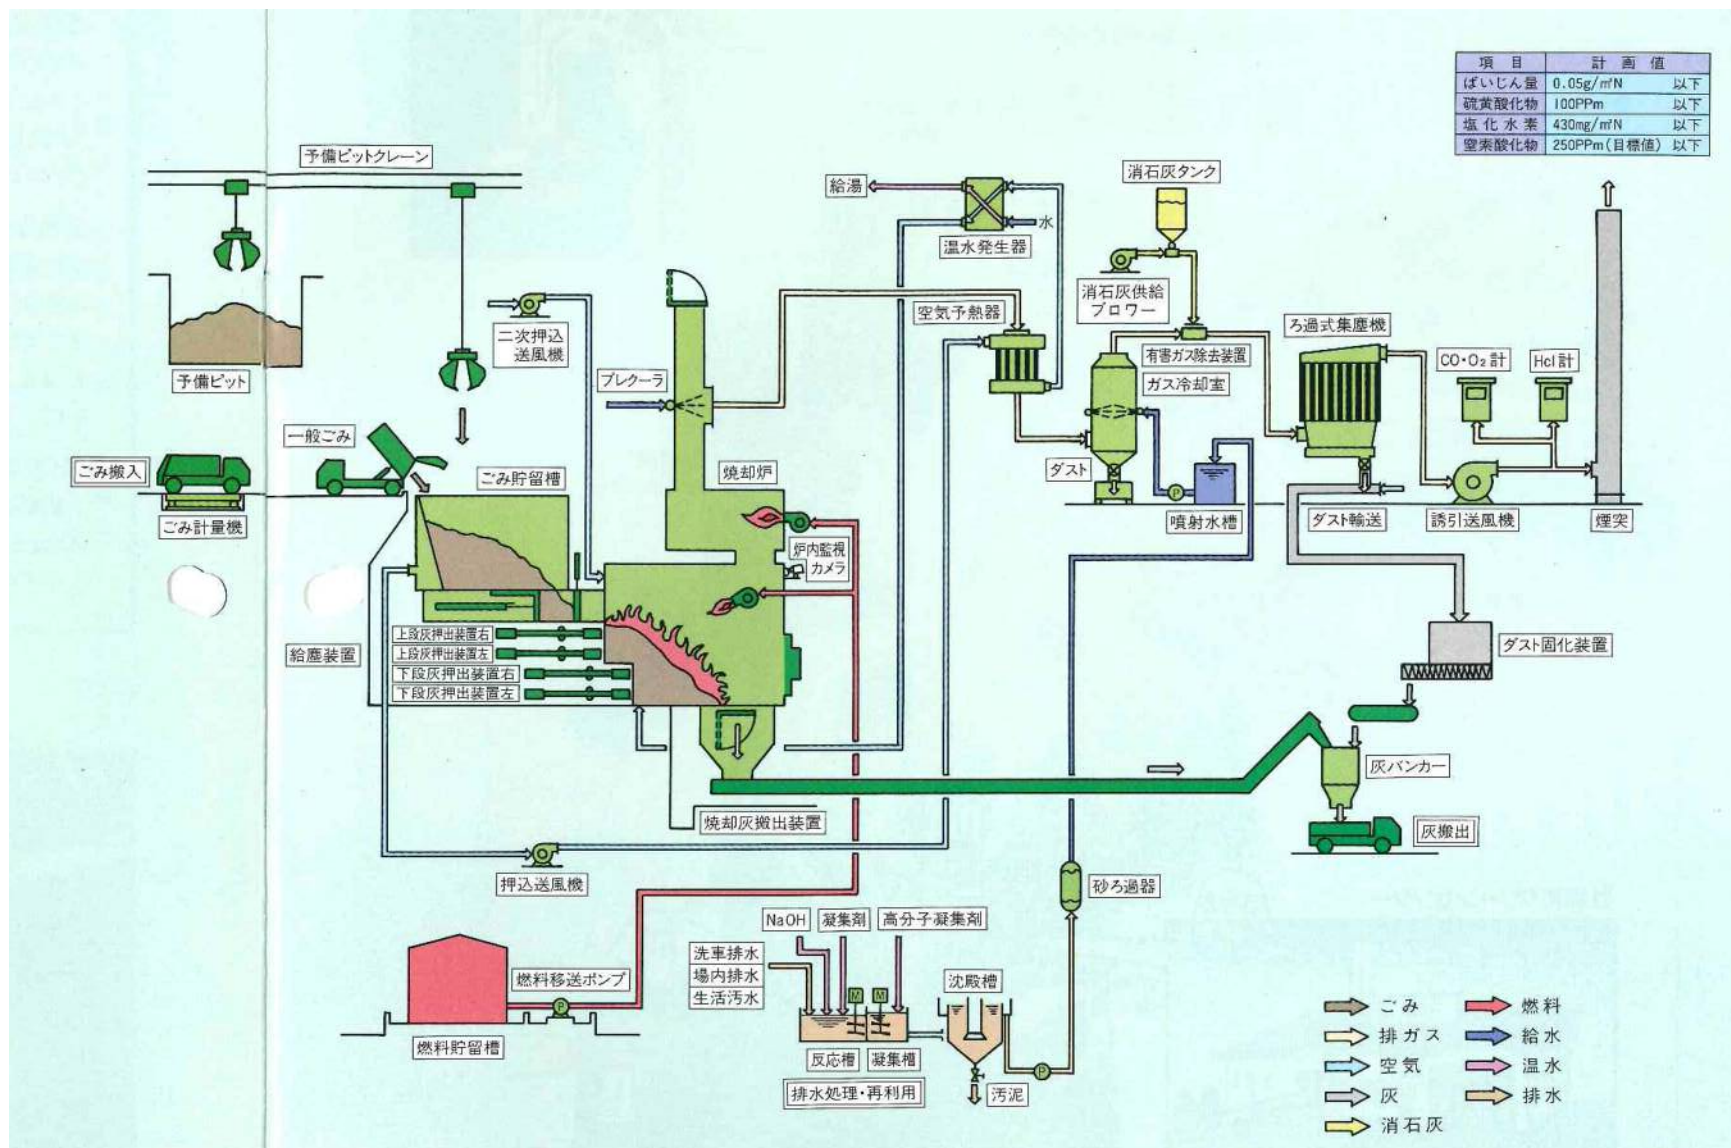 項目 計画値
ばいじん量 0.05g/㎥N 以下
硫黄酸化物 100PPm 以下
塩化水素 430mg/㎥N 以下
窒素酸化物 250PPm(目標値) 以下
予備ピットクレーン
給湯
水
温水発生器
消石灰タンク
消石灰供給
ブロワー
二次押込
送風機
空気予熱器
ろ過式集塵機
有害ガス除去装置
CO・O₂計
Hcl計
予備ピット
プレクーラ
ガス冷却室
一般ごみ
ごみ搬入
ごみ貯留槽
焼却炉
ダスト
ごみ計量機
P
噴射水槽
ダスト輸送
誘引送風機
煙突
炉内監視
カメラ
上段灰押出装置右
上段灰押出装置左
下段灰押出装置右
下段灰押出装置左
給塵装置
ダスト固化装置
灰バンカー
焼却灰搬出装置
灰搬出
押込送風機
砂ろ過器
NaOH
凝集剤
高分子凝集剤
洗車排水
場内排水
生活汚水
沈殿槽
燃料移送ポンプ
P
M
M
燃料貯留槽
反応槽
凝集槽
P
排水処理・再利用
汚泥
ごみ
燃料
排ガス
給水
空気
温水
灰
排水
消石灰